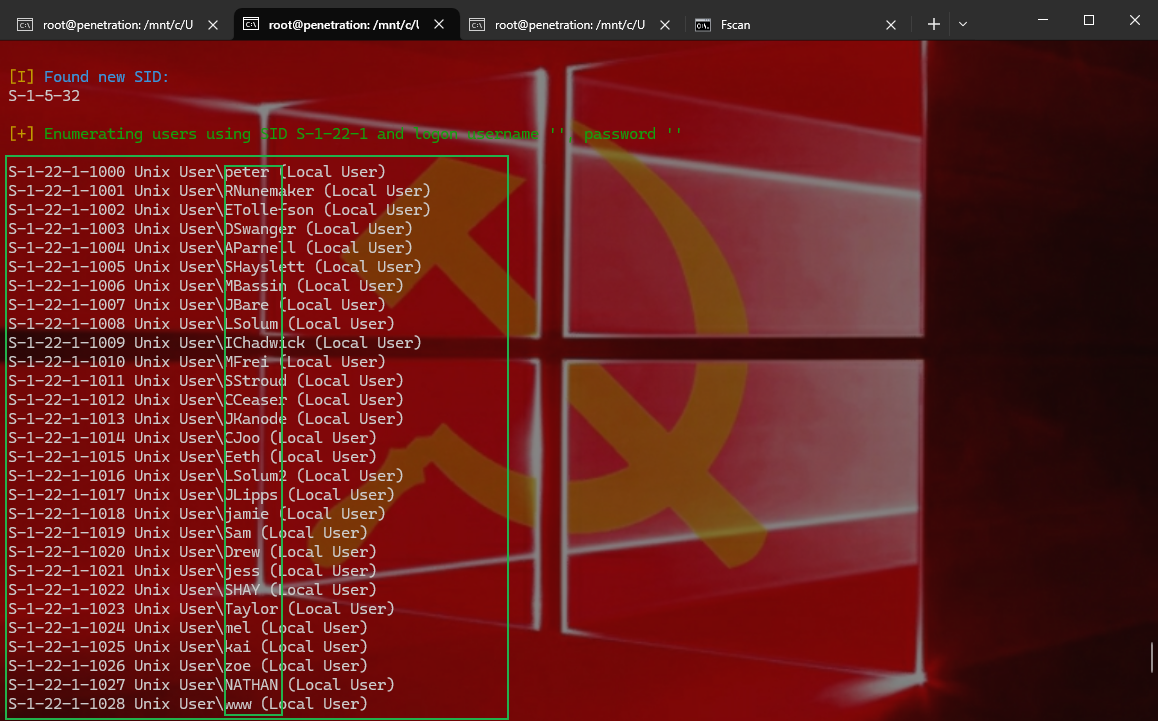 root@penetration: /mnt/c/U
root@penetration: /mnt/c/U
root@penetration: /mnt/c/U
Fscan
[I] Found new SID:
S-1-5-32
[+] Enumerating users using SID S-1-22-1 and logon username '', password ''
S-1-22-1-1000 Unix User\peter (Local User)
S-1-22-1-1001 Unix User\RNunemaker (Local User)
S-1-22-1-1002 Unix User\ETollefson (Local User)
S-1-22-1-1003 Unix User\DSwanger (Local User)
S-1-22-1-1004 Unix User\AParnell (Local User)
S-1-22-1-1005 Unix User\SHayslett (Local User)
S-1-22-1-1006 Unix User\MBassin (Local User)
S-1-22-1-1007 Unix User\JBare (Local User)
S-1-22-1-1008 Unix User\LSolum (Local User)
S-1-22-1-1009 Unix User\IChadwick (Local User)
S-1-22-1-1010 Unix User\MFrei (Local User)
S-1-22-1-1011 Unix User\SStroud (Local User)
S-1-22-1-1012 Unix User\CCeaser (Local User)
S-1-22-1-1013 Unix User\JKanode (Local User)
S-1-22-1-1014 Unix User\CJoo (Local User)
S-1-22-1-1015 Unix User\Eeth (Local User)
S-1-22-1-1016 Unix User\LSolum2 (Local User)
S-1-22-1-1017 Unix User\JLipps (Local User)
S-1-22-1-1018 Unix User\jamie (Local User)
S-1-22-1-1019 Unix User\Sam (Local User)
S-1-22-1-1020 Unix User\Drew (Local User)
S-1-22-1-1021 Unix User\jess (Local User)
S-1-22-1-1022 Unix User\SHAY (Local User)
S-1-22-1-1023 Unix User\Taylor (Local User)
S-1-22-1-1024 Unix User\mel (Local User)
S-1-22-1-1025 Unix User\kai (Local User)
S-1-22-1-1026 Unix User\zoe (Local User)
S-1-22-1-1027 Unix User\NATHAN (Local User)
S-1-22-1-1028 Unix User\www (Local User)